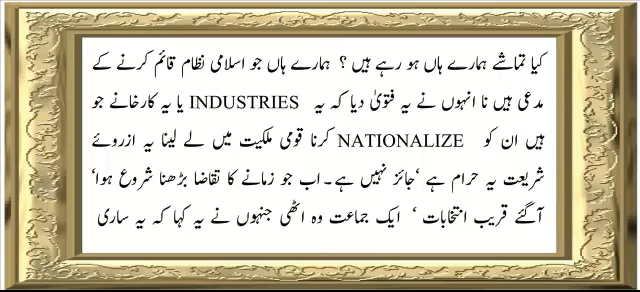 کیا تماشے ہمارے ہاں ہو رہے ہیں ؟ ہمارے ہاں جو اسلامی نظام قائم کرنے کے
مدعی ہیں نا انہوں نے یہ فتویٰ دیا کہ یہ INDUSTRIES یا یہ کارخانے جو
ہیں ان کو NATIONALIZE کرنا قومی ملکیت میں لے لینا یہ ازروئے
شریعت یہ حرام ہے ‘جائز نہیں ہے۔اب جو زمانے کا تقاضا بڑھنا شروع ہوا‘
آگئے قریب انتخابات ‘ ایک جماعت وہ اٹھی جنہوں نے یہ کہا کہ یہ ساری